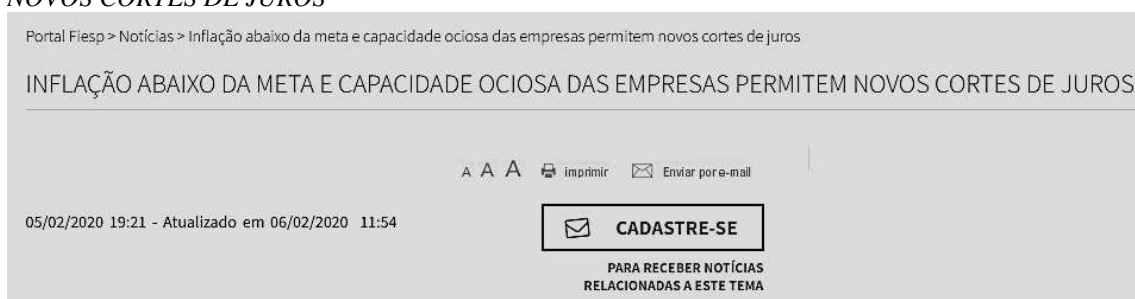 NOVOS CORTES DE JUROS
Portal Fiesp > Notícias > Inflação abaixo da meta e capacidade ociosa das empresas permitem novos cortes de juros
INFLAÇÃO ABAIXO DA META E CAPACIDADE OCIOSA DAS EMPRESAS PERMITEM NOVOS CORTES DE JUROS
A A A imprimir Enviar por e-mail
05/02/2020 19:21 - Atualizado em 06/02/2020 11:54
CADASTRE-SE
PARA RECEBER NOTÍCIAS
RELACIONADAS A ESTE TEMA